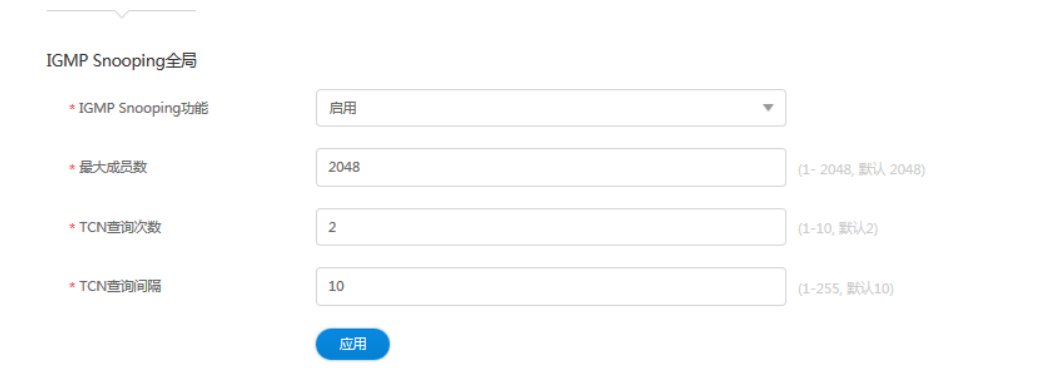 IGMP Snooping全局
* IGMP Snooping功能 启用
* 最大成员数 2048 (1- 2048, 默认 2048)
* TCN查询次数 2 (1-10, 默认2)
* TCN查询间隔 10 (1-255, 默认10)
应用